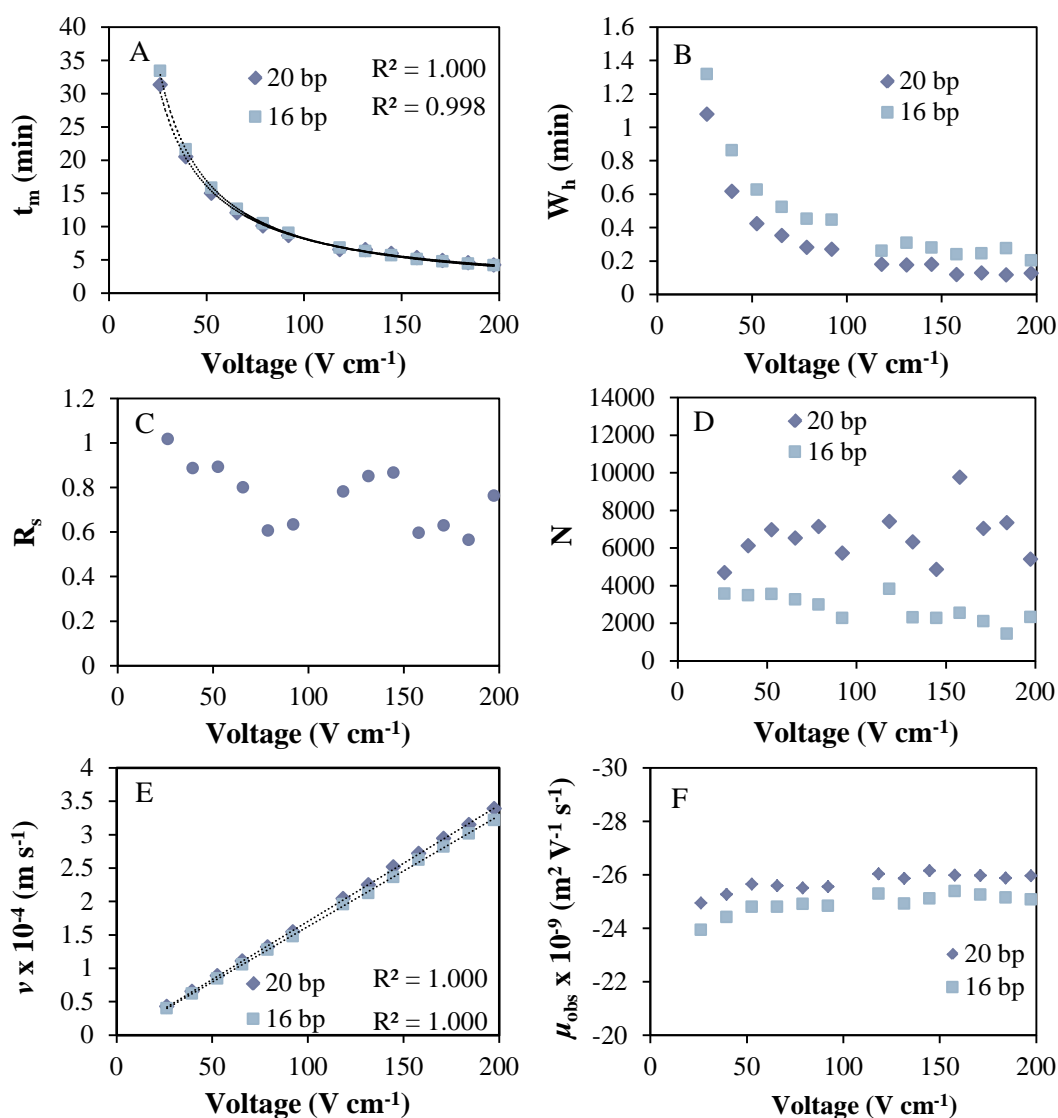 A
20 bp
16 bp
R² = 1.000
R² = 0.998
40
35
30
25
20
15
10
5
0
0
50
100
150
200
t_m (min)
Voltage (V cm⁻¹)
B
20 bp
16 bp
1.6
1.4
1.2
1
0.8
0.6
0.4
0.2
0
0
50
100
150
200
W_h (min)
Voltage (V cm⁻¹)
C
1.2
1
0.8
0.6
0.4
0.2
0
0
50
100
150
200
R_s
Voltage (V cm⁻¹)
D
20 bp
16 bp
14000
12000
10000
8000
6000
4000
2000
0
0
50
100
150
200
N
Voltage (V cm⁻¹)
E
20 bp
16 bp
R² = 1.000
R² = 1.000
4
3.5
3
2.5
2
1.5
1
0.5
0
0
50
100
150
200
v x 10⁻⁴ (m s⁻¹)
Voltage (V cm⁻¹)
F
20 bp
16 bp
-30
-28
-26
-24
-22
-20
0
50
100
150
200
μ_obs x 10⁻⁹ (m² V⁻¹ s⁻¹)
Voltage (V cm⁻¹)